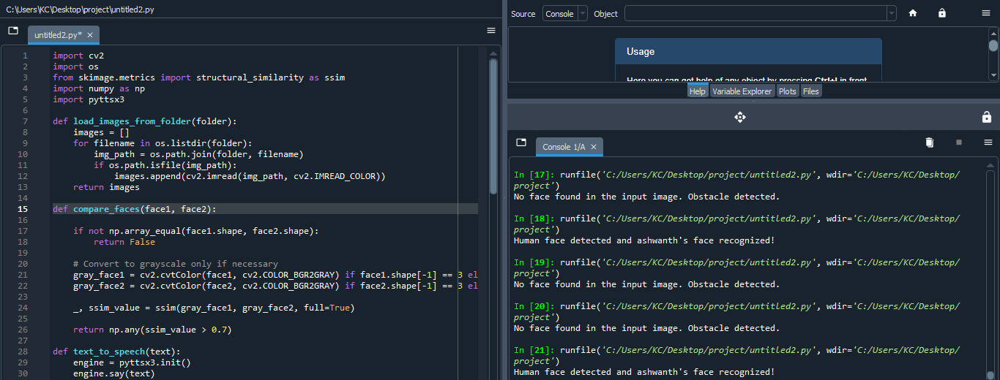 C:\Users\KC\Desktop\project\untitled2.py
untitled2.py*
1 import cv2
2 import os
3 from skimage.metrics import structural_similarity as ssim
4 import numpy as np
5 import pyttsx3
6
7 def load_images_from_folder(folder):
8 images = []
9 for filename in os.listdir(folder):
10 img_path = os.path.join(folder, filename)
11 if os.path.isfile(img_path):
12 images.append(cv2.imread(img_path, cv2.IMREAD_COLOR))
13 return images
14
15 def compare_faces(face1, face2):
16
17 if not np.array_equal(face1.shape, face2.shape):
18 return False
19
20 # Convert to grayscale only if necessary
21 gray_face1 = cv2.cvtColor(face1, cv2.COLOR_BGR2GRAY) if face1.shape[-1] == 3 el
22 gray_face2 = cv2.cvtColor(face2, cv2.COLOR_BGR2GRAY) if face2.shape[-1] == 3 el
23
24 _, ssim_value = ssim(gray_face1, gray_face2, full=True)
25
26 return np.any(ssim_value > 0.7)
27
28 def text_to_speech(text):
29 engine = pyttsx3.init()
30 engine.say(text)
Source Console Object
Usage
Here you can get help of any object by pressing Ctrl+I in front
Help Variable Explorer Plots Files
Console 1/A
In [17]: runfile('C:/Users/KC/Desktop/project/untitled2.py', wdir='C:/Users/KC/Desktop/
project')
No face found in the input image. Obstacle detected.
In [18]: runfile('C:/Users/KC/Desktop/project/untitled2.py', wdir='C:/Users/KC/Desktop/
project')
Human face detected and ashwanth's face recognized!
In [19]: runfile('C:/Users/KC/Desktop/project/untitled2.py', wdir='C:/Users/KC/Desktop/
project')
No face found in the input image. Obstacle detected.
In [20]: runfile('C:/Users/KC/Desktop/project/untitled2.py', wdir='C:/Users/KC/Desktop/
project')
No face found in the input image. Obstacle detected.
In [21]: runfile('C:/Users/KC/Desktop/project/untitled2.py', wdir='C:/Users/KC/Desktop/
project')
Human face detected and ashwanth's face recognized!